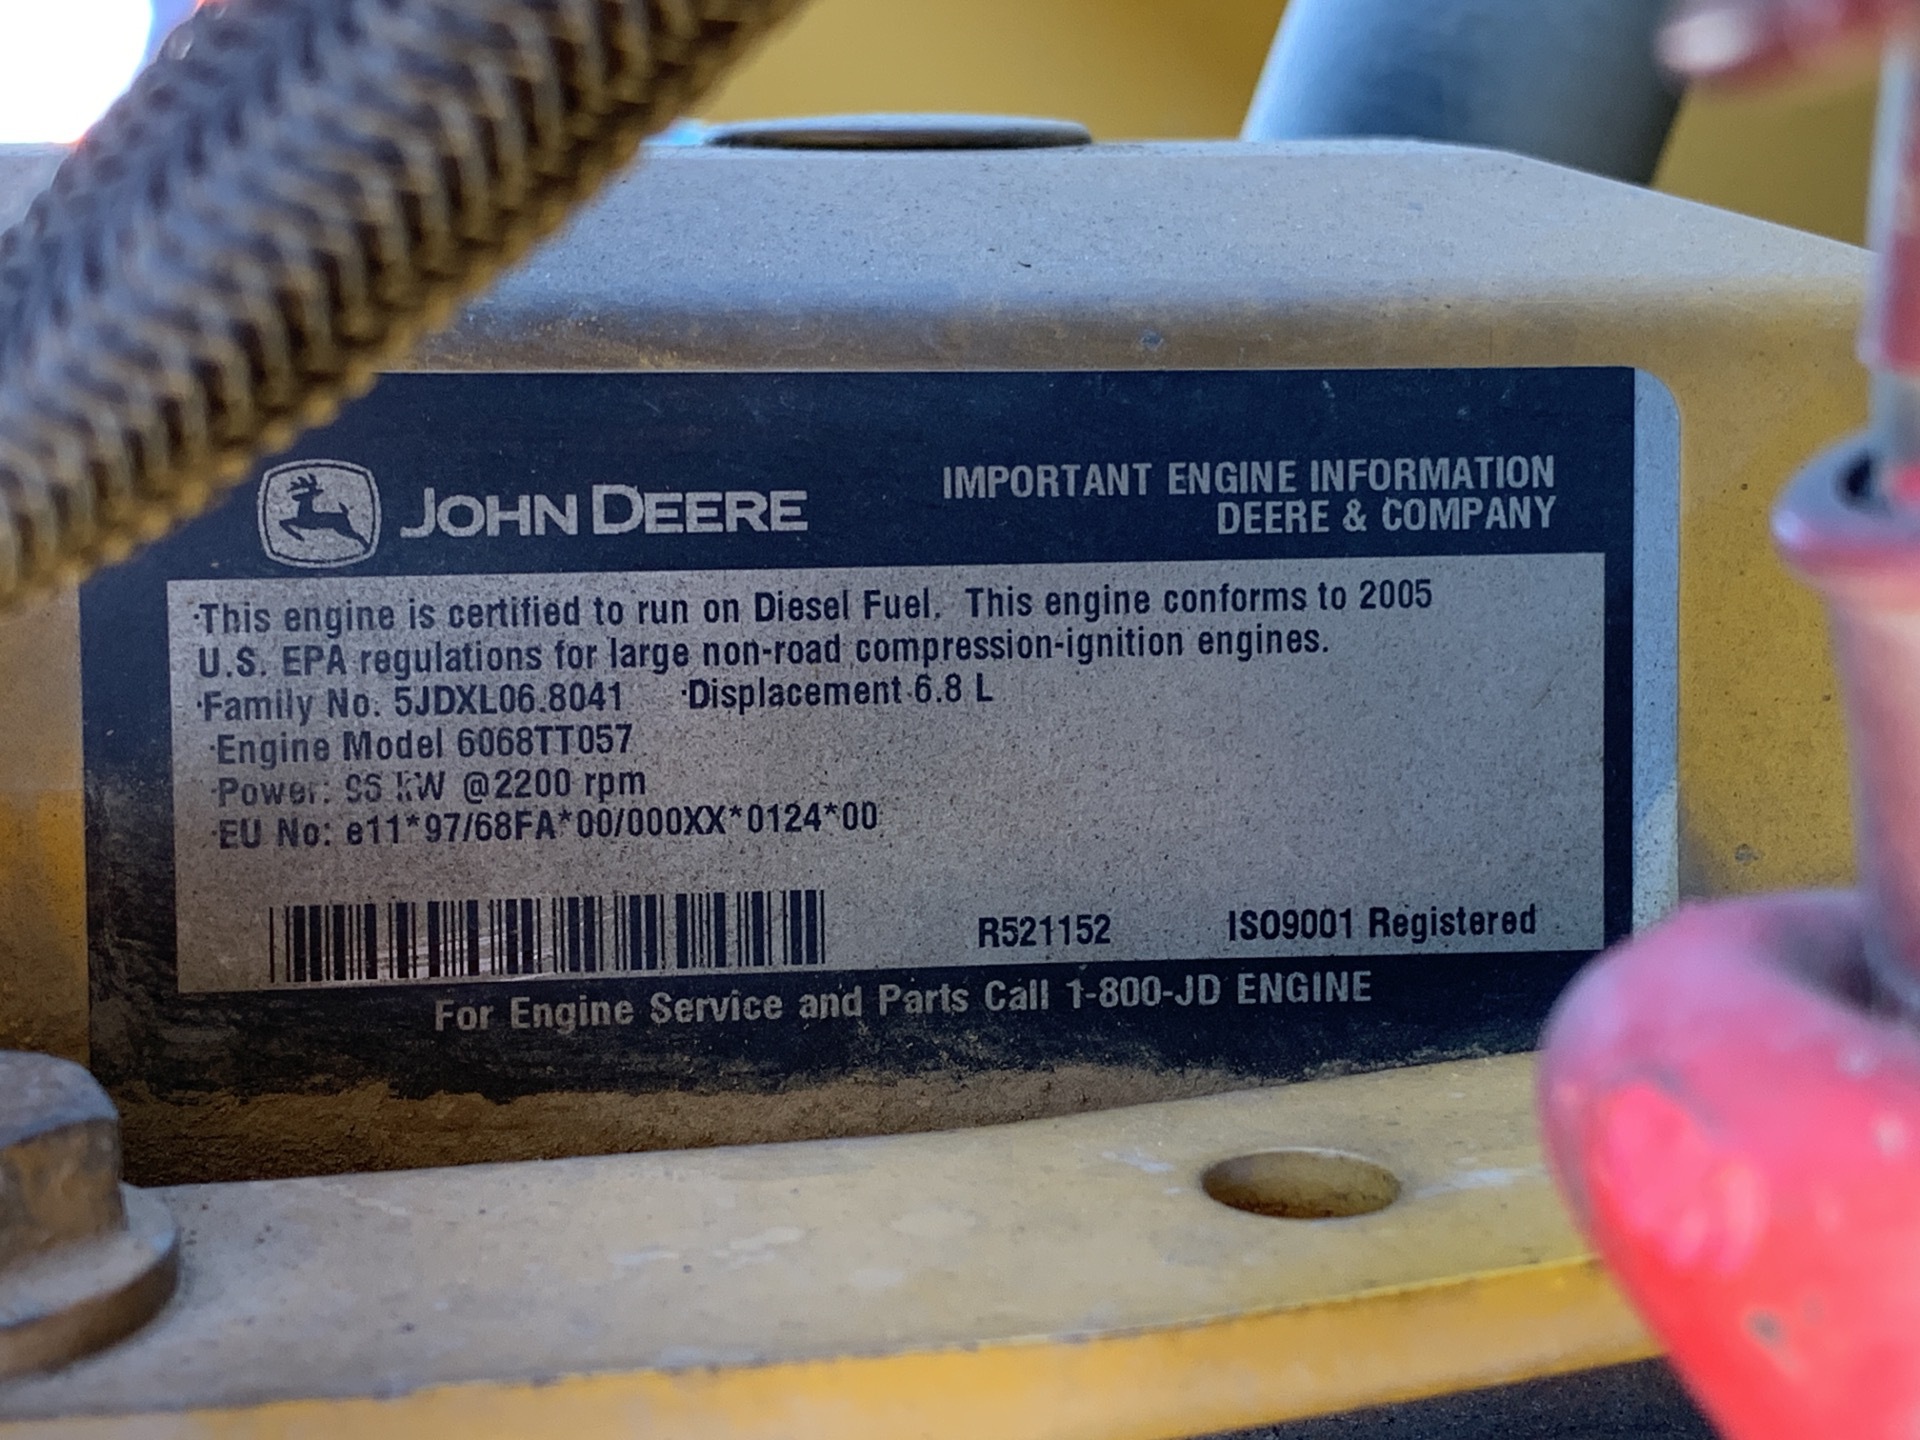 JOHN DEERE
IMPORTANT ENGINE INFORMATION
DEERE & COMPANY
·This engine is certified to run on Diesel Fuel. This engine conforms to 2005
U.S. EPA regulations for large non-road compression-ignition engines.
·Family No. 5JDXL06.8041 ·Displacement 6.8 L
·Engine Model 6068TT057
·Power: kW @2200 rpm
·EU No: e11*97/68FA*00/000XX*0124*00
R521152 ISO9001 Registered
For Engine Service and Parts Call 1-800-JD ENGINE